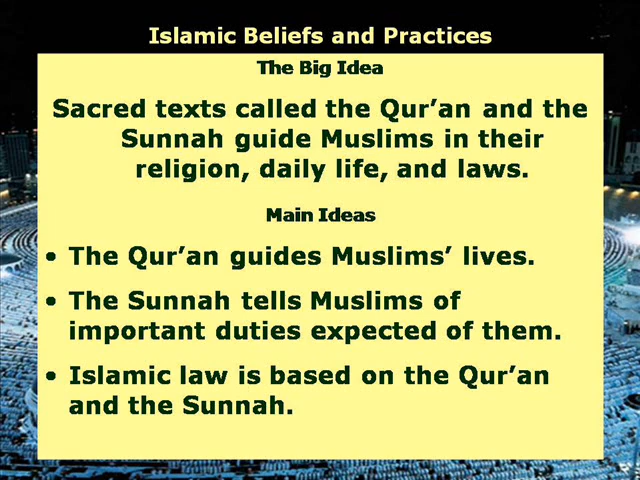 Islamic Beliefs and Practices
The Big Idea
Sacred texts called the Qur’an and the
Sunnah guide Muslims in their
religion, daily life, and laws.
Main Ideas
• The Qur’an guides Muslims’ lives.
• The Sunnah tells Muslims of
important duties expected of them.
• Islamic law is based on the Qur’an
and the Sunnah.